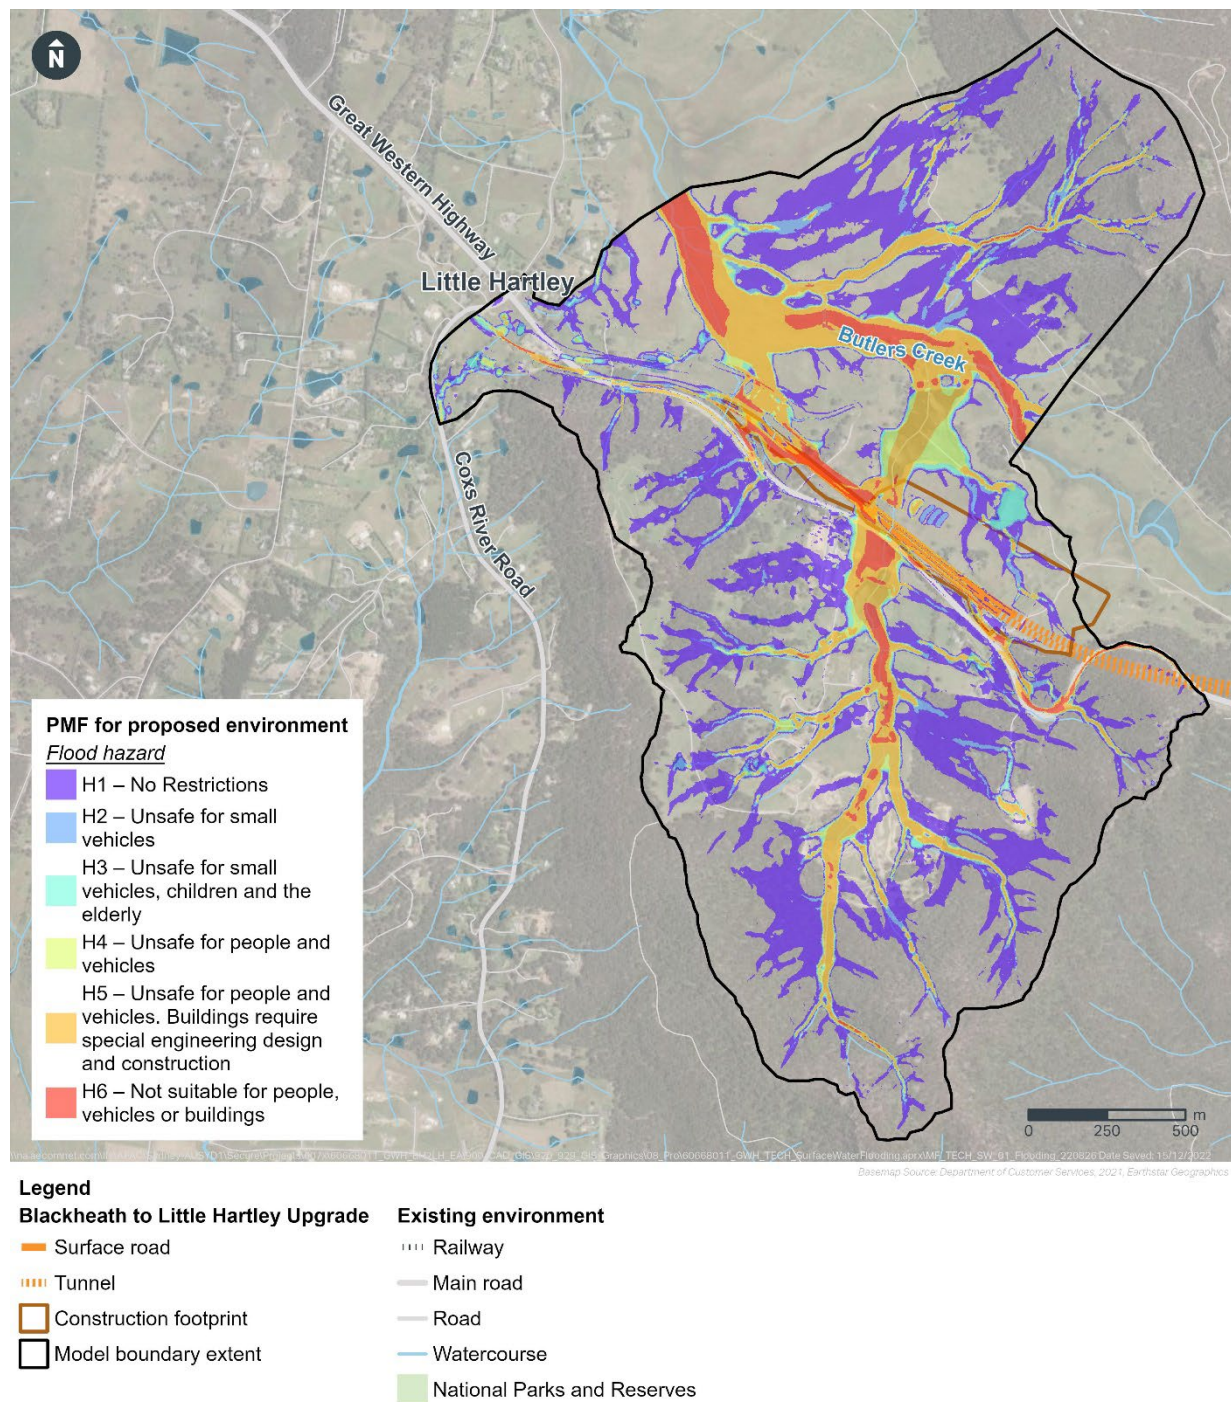 N
Great Western Highway
Little Hartley
Butlers Creek
Coxs River Road
PMF for proposed environment
Flood hazard
H1 – No Restrictions
H2 – Unsafe for small
vehicles
H3 – Unsafe for small
vehicles, children and the
elderly
H4 – Unsafe for people and
vehicles
H5 – Unsafe for people and
vehicles. Buildings require
special engineering design
and construction
H6 – Not suitable for people,
vehicles or buildings
m
0 250 500
Date Saved: 15/12/2022
Basemap Source: Department of Customer Services, 2021, Earthstar Geographics
Legend
Blackheath to Little Hartley Upgrade
Surface road
Tunnel
Construction footprint
Model boundary extent
Existing environment
Railway
Main road
Road
Watercourse
National Parks and Reserves